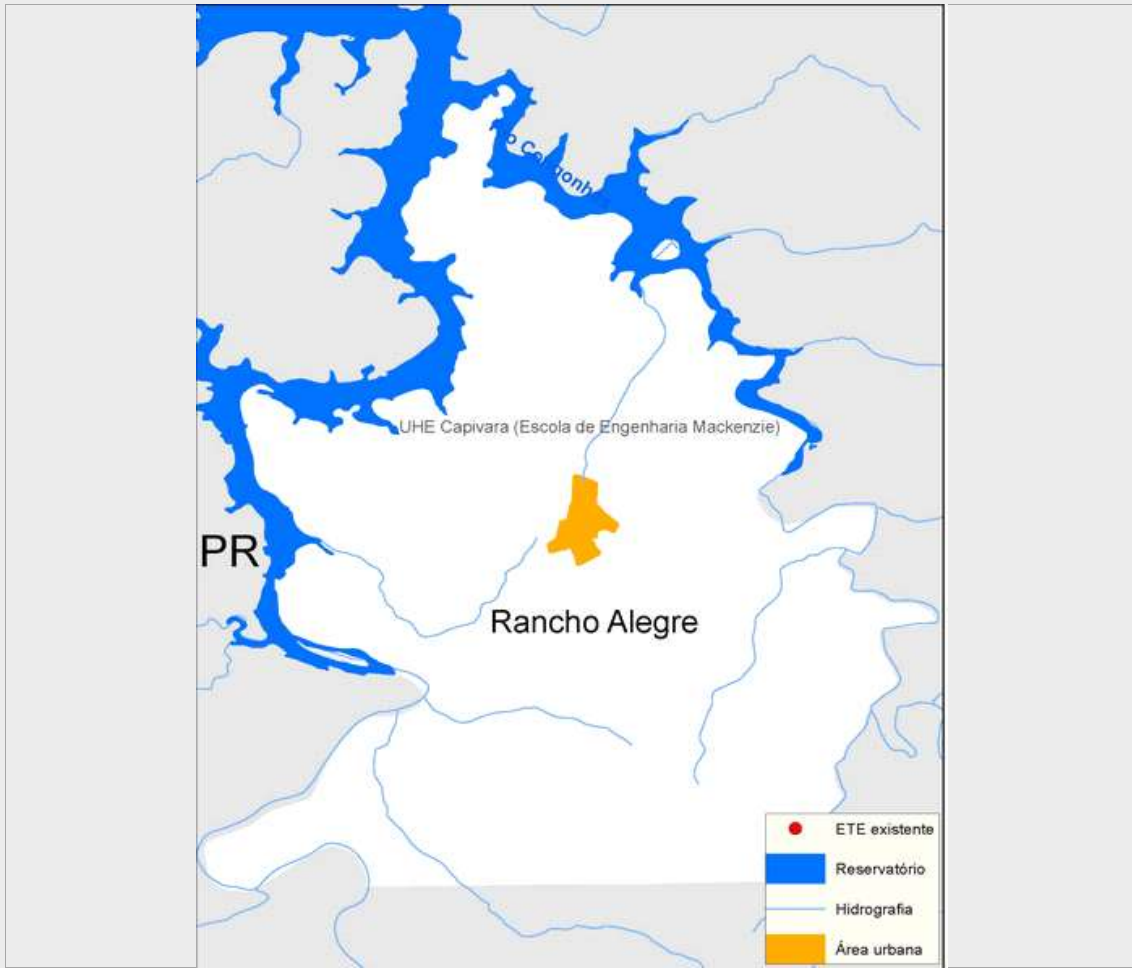 UHE Capivara (Escola de Engenharia Mackenzie)
PR
Rancho Alegre
ETE existente
Reservatório
Hidrografia
Área urbana